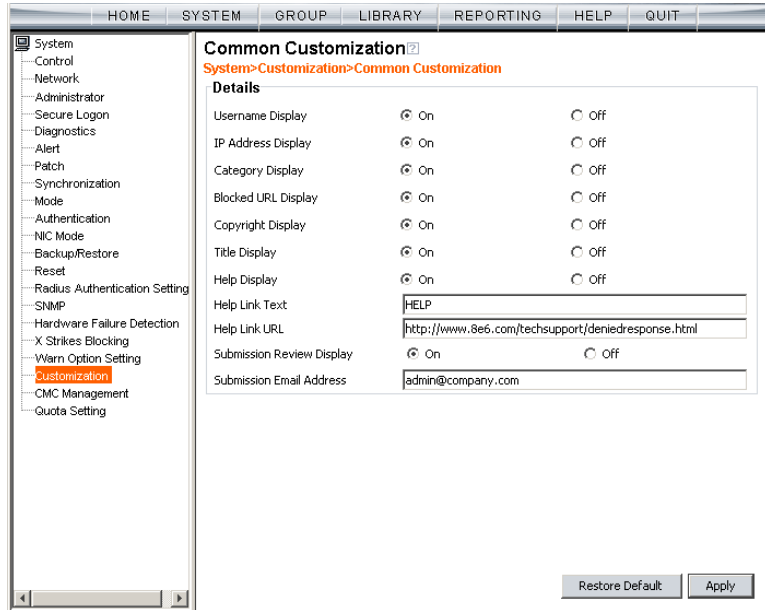 HOME SYSTEM GROUP LIBRARY REPORTING HELP QUIT
System
Control
Network
Administrator
Secure Logon
Diagnostics
Alert
Patch
Synchronization
Mode
Authentication
NIC Mode
Backup/Restore
Reset
Radius Authentication Setting
SNMP
Hardware Failure Detection
X Strikes Blocking
Warn Option Setting
Customization
CMC Management
Quota Setting
Common Customization ?
System>Customization>Common Customization
Details
Username Display On Off
IP Address Display On Off
Category Display On Off
Blocked URL Display On Off
Copyright Display On Off
Title Display On Off
Help Display On Off
Help Link Text HELP
Help Link URL http://www.8e6.com/techsupport/deniedresponse.html
Submission Review Display On Off
Submission Email Address admin@company.com
Restore Default Apply